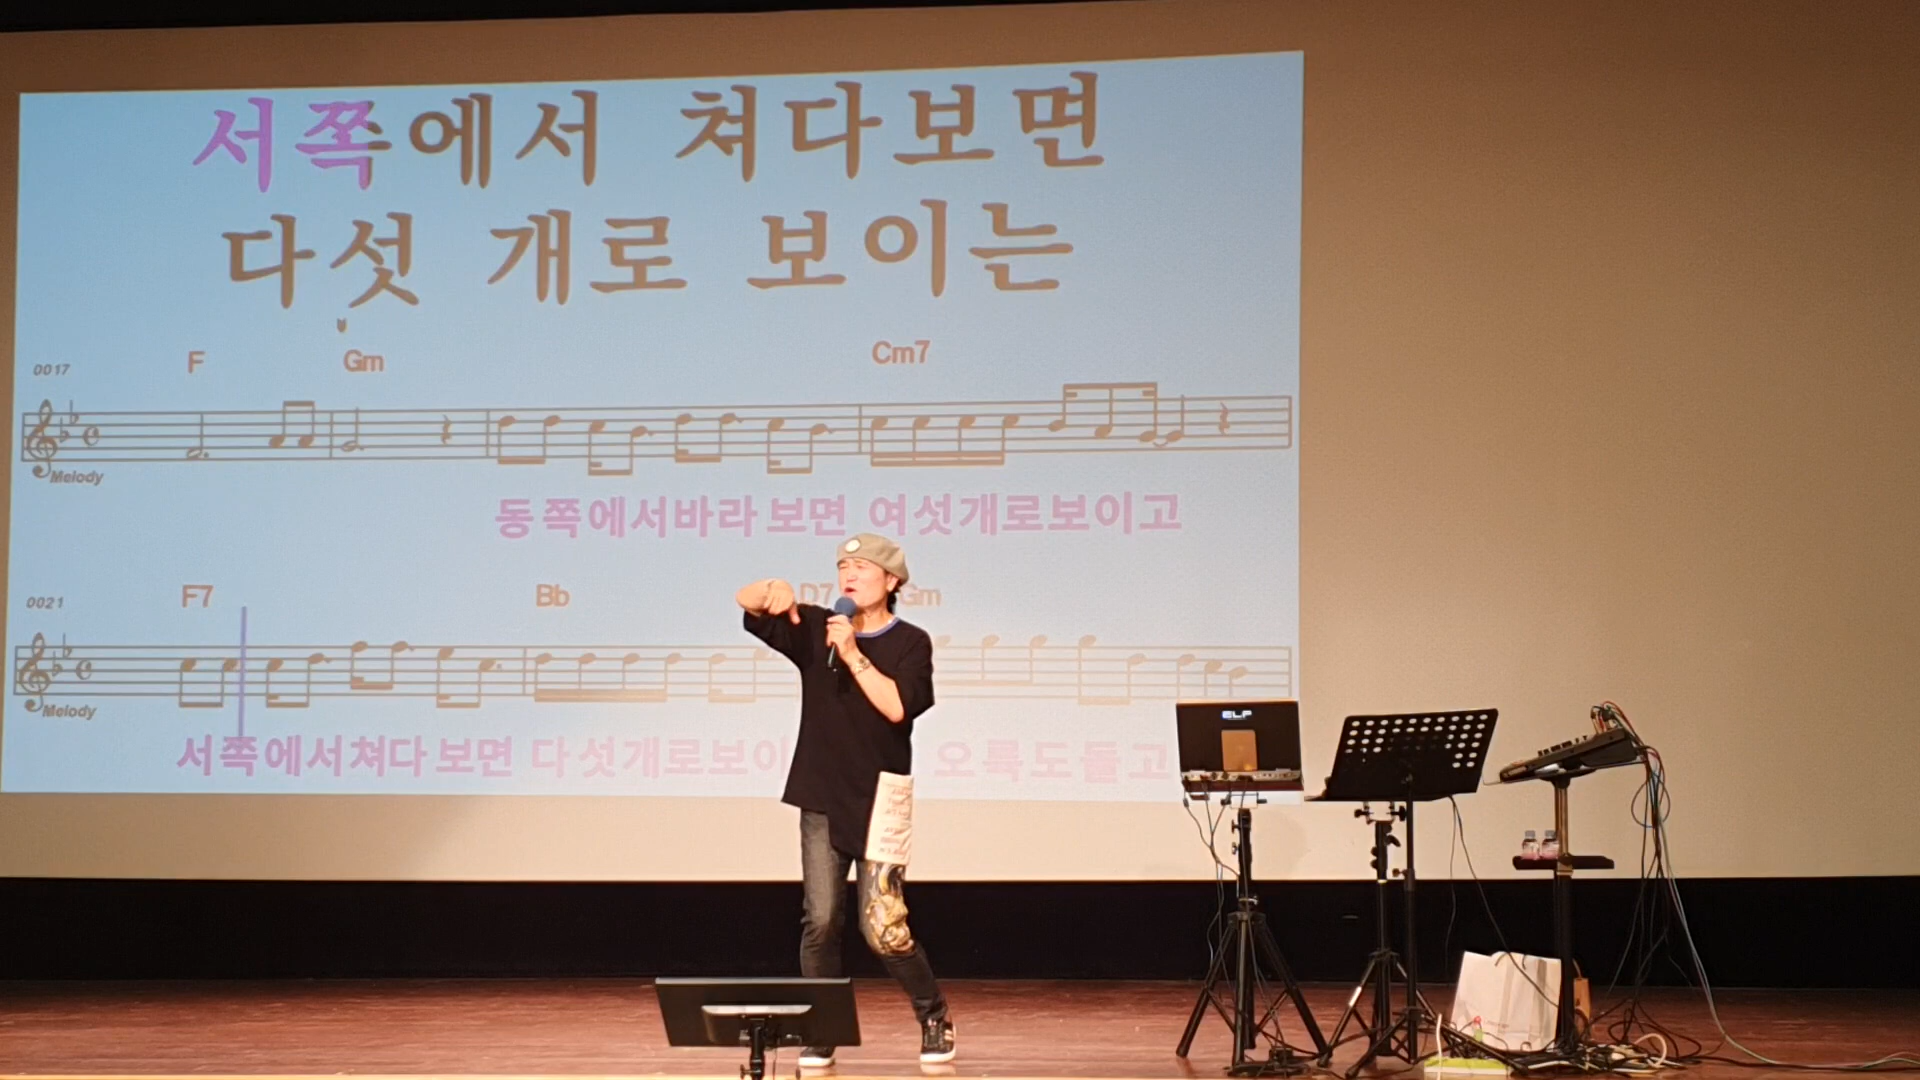 서쪽에서 쳐다보면
다섯 개로 보이는
0017 F Gm Cm7
Melody
동쪽에서바라보면 여섯개로보이고
0021 F7 Bb D7 Gm
Melody
서쪽에서쳐다보면 다섯개로보이 오륙도돌고
ELF